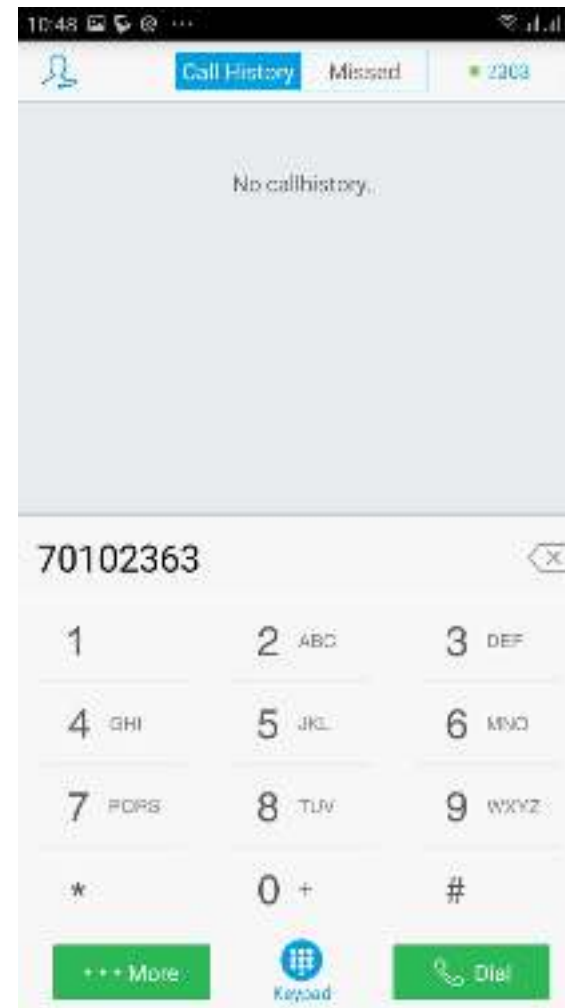 10:48 ...
Call History Missed 2303
No callhistory.
70102363
1 2 ABC 3 DEF
4 GHI 5 JKL 6 MNO
7 PQRS 8 TUV 9 WXYZ
* 0 + #
••• More Keypad Dial